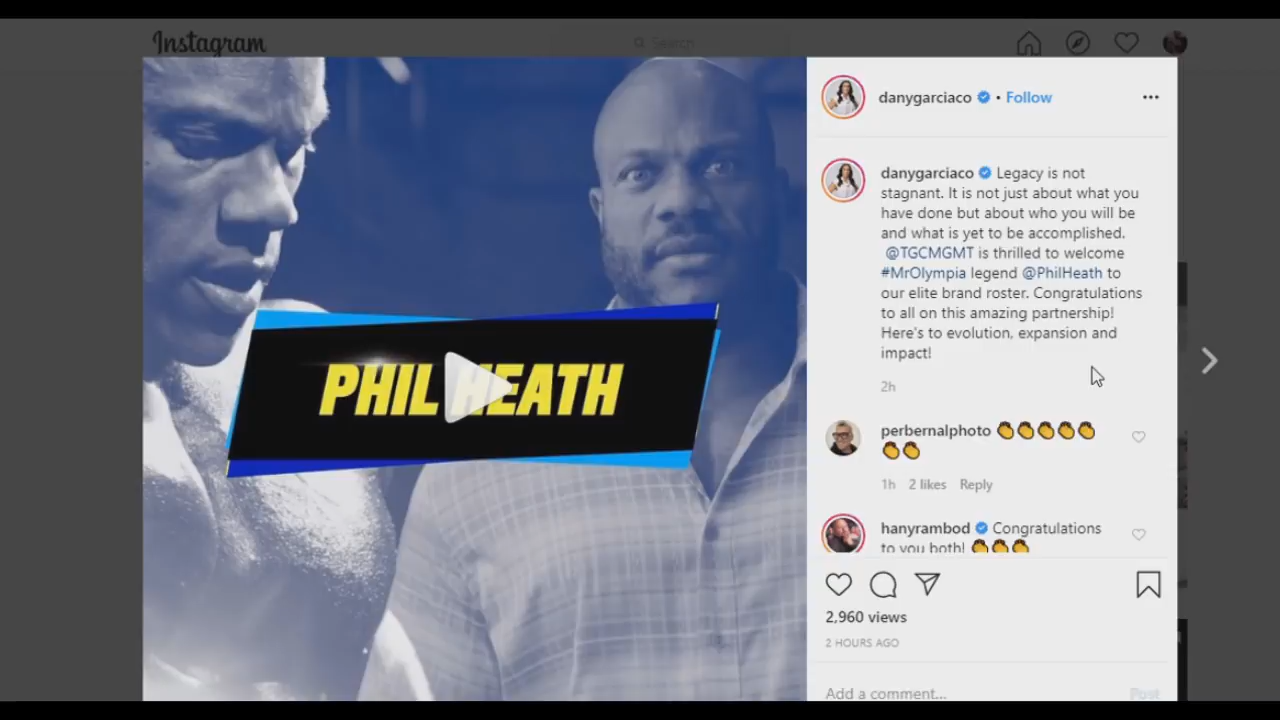 Instagram
Search
danygarciaco • Follow
danygarciaco Legacy is not
stagnant. It is not just about what you
have done but about who you will be
and what is yet to be accomplished.
@TGCMGMT is thrilled to welcome
#MrOlympia legend @PhilHeath to
our elite brand roster. Congratulations
to all on this amazing partnership!
Here's to evolution, expansion and
impact!
2h
PHIL HEATH
perbernalphoto 👏👏👏👏👏
👏👏
1h 2 likes Reply
hanyrambod Congratulations
to you both! 👏👏👏
2,960 views
2 HOURS AGO
Add a comment...
Post